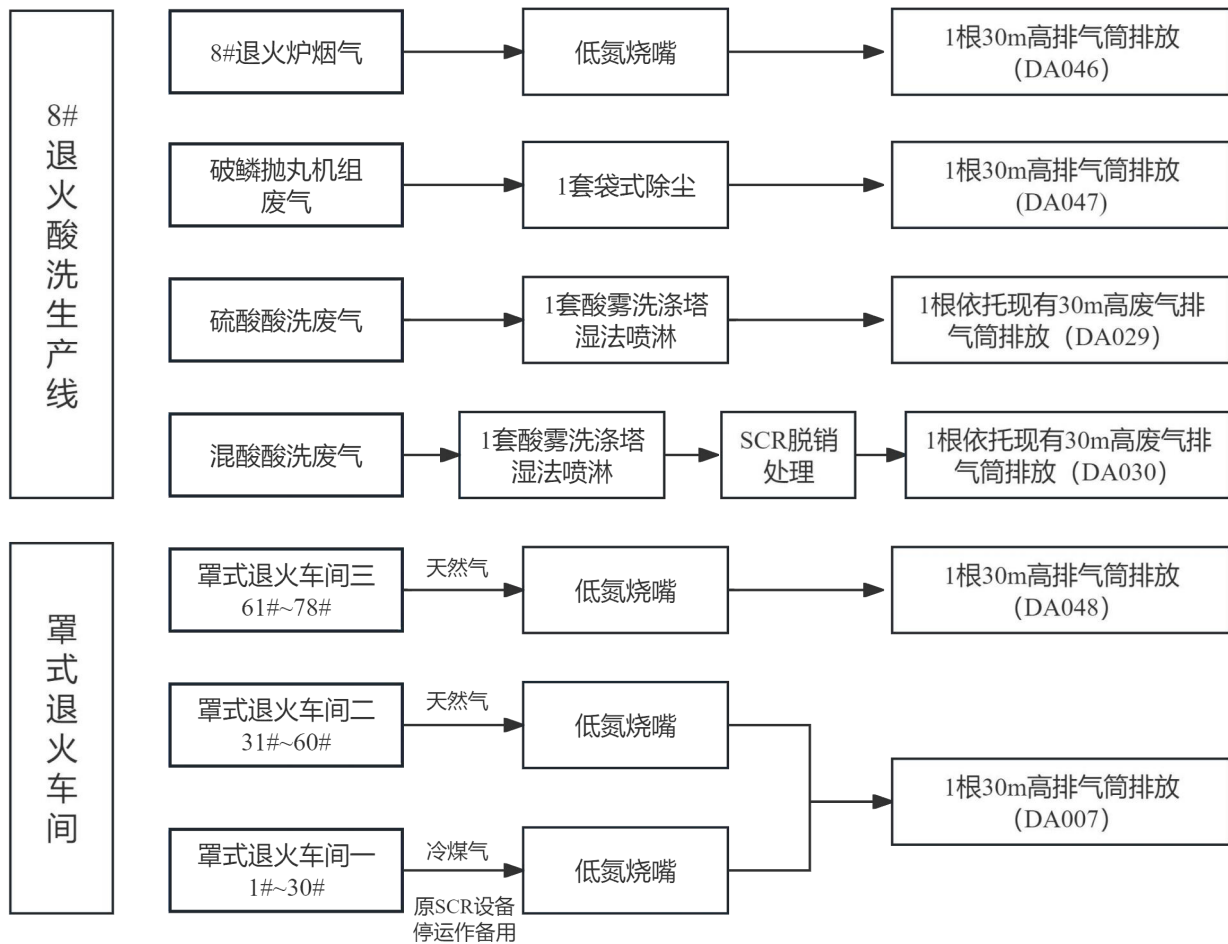 8#退火酸洗生产线
8#退火炉烟气
低氮烧嘴
1根30m高排气筒排放
（DA046）
破鳞抛丸机组
废气
1套袋式除尘
1根30m高排气筒排放
(DA047)
硫酸酸洗废气
1套酸雾洗涤塔
湿法喷淋
1根依托现有30m高废气排
气筒排放（DA029）
混酸酸洗废气
1套酸雾洗涤塔
湿法喷淋
SCR脱销
处理
1根依托现有30m高废气排
气筒排放（DA030）
罩式退火车间
罩式退火车间三
61#~78#
天然气
低氮烧嘴
1根30m高排气筒排放
（DA048）
罩式退火车间二
31#~60#
天然气
低氮烧嘴
1根30m高排气筒排放
（DA007）
罩式退火车间一
1#~30#
冷煤气
原SCR设备
停运作备用
低氮烧嘴